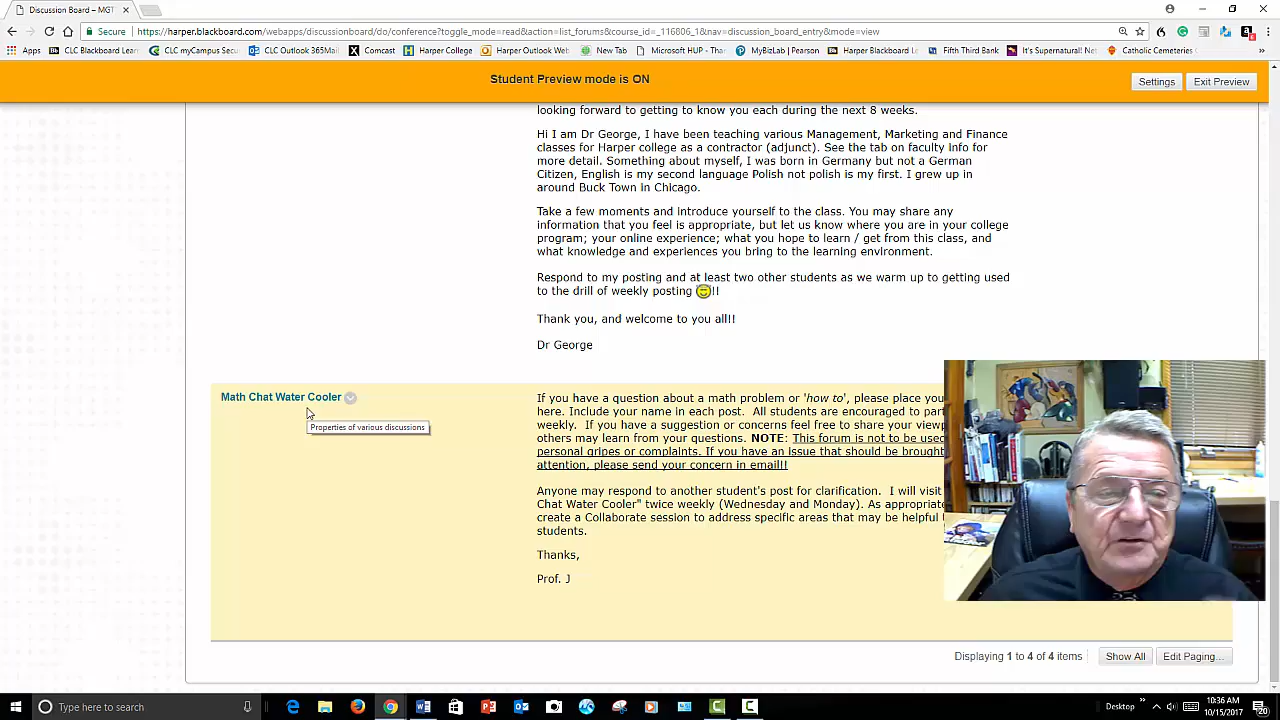 Discussion Board – MGT
Secure
https://harper.blackboard.com/webapps/discussionboard/do/conference?toggle_mode=read&action=list_forums&course_id=_116806_1&nav=discussion_board_entry&mode=view
Apps CLC Blackboard Lear CLC myCampus Secu CLC Outlook 365Mail Comcast Harper College Harper Outlook Web New Tab Microsoft HUP - Than MyBizLab | Pearson Harper Blackboard L Fifth Third Bank It's Supernatural! Net Catholic Cemeteries
Student Preview mode is ON
Settings Exit Preview
looking forward to getting to know you each during the next 8 weeks.
Hi I am Dr George, I have been teaching various Management, Marketing and Finance
classes for Harper college as a contractor (adjunct). See the tab on faculty Info for
more detail. Something about myself, I was born in Germany but not a German
Citizen, English is my second language Polish not polish is my first. I grew up in
around Buck Town in Chicago.
Take a few moments and Introduce yourself to the class. You may share any
information that you feel is appropriate, but let us know where you are in your college
program; your online experience; what you hope to learn / get from this class, and
what knowledge and experiences you bring to the learning environment.
Respond to my posting and at least two other students as we warm up to getting used
to the drill of weekly posting !!
Thank you, and welcome to you all!!
Dr George
Math Chat Water Cooler
Properties of various discussions
If you have a question about a math problem or 'how to', please place you
here. Include your name in each post. All students are encouraged to par
weekly. If you have a suggestion or concerns feel free to share your viewp
others may learn from your questions. NOTE: This forum is not to be used
personal gripes or complaints. If you have an issue that should be brought
attention, please send your concern in email!!
Anyone may respond to another student's post for clarification. I will visit
Chat Water Cooler" twice weekly (Wednesday and Monday). As appropriate
create a Collaborate session to address specific areas that may be helpful
students.
Thanks,
Prof. J
Displaying 1 to 4 of 4 items Show All Edit Paging...
Type here to search
Desktop
10:36 AM
10/15/2017
20